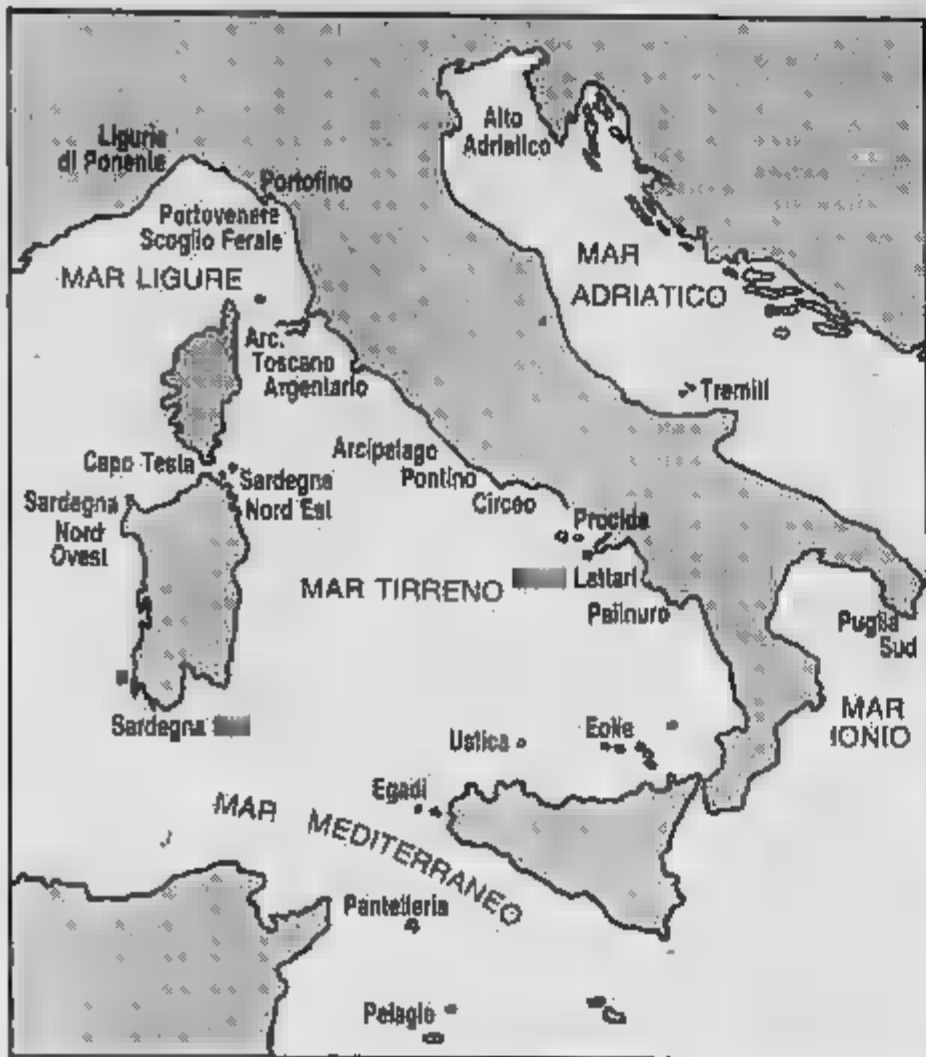 Alto
Adriatico
Liguria
di Ponente
Portofino
Portovenere
Scoglio Ferale
MAR LIGURE
MAR
ADRIATICO
Arc.
Toscano
Argentario
Tremiti
Arcipelago
Pontino
Circeo
Capo Testa
Sardegna
Nord Est
Sardegna
Nord
Ovest
Procida
MAR TIRRENO
Lattari
Palinuro
Puglia
Sud
MAR
IONIO
Sardegna
Ustica
Eolie
Egadi
MAR MEDITERRANEO
Pantelleria
Pelagie